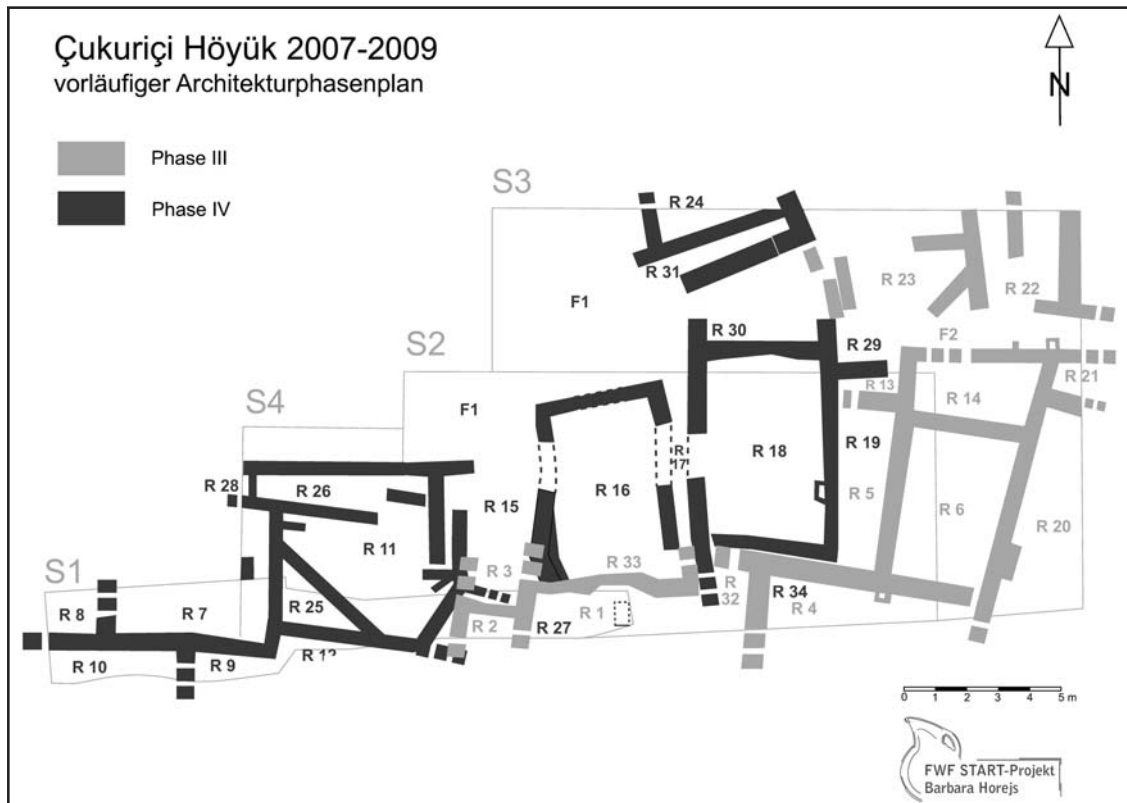 Çukuriçi Höyük 2007-2009
vorläufiger Architekturphasenplan
N
Phase III
Phase IV
S3
R 24
R 31
R 23
R 22
F1
R 30
R 29
F2
S2
R 13
R 21
F1
R 14
S4
R 17
R 18
R 19
R 28
R 26
R 15
R 16
R 5
R 6
R 20
R 11
S1
R 3
R 33
R 32
R 34
R 8
R 7
R 25
R 2
R 27
R 1
R 4
R 10
R 9
0 1 2 3 4 5 m
FWF START-Projekt
Barbara Horejs